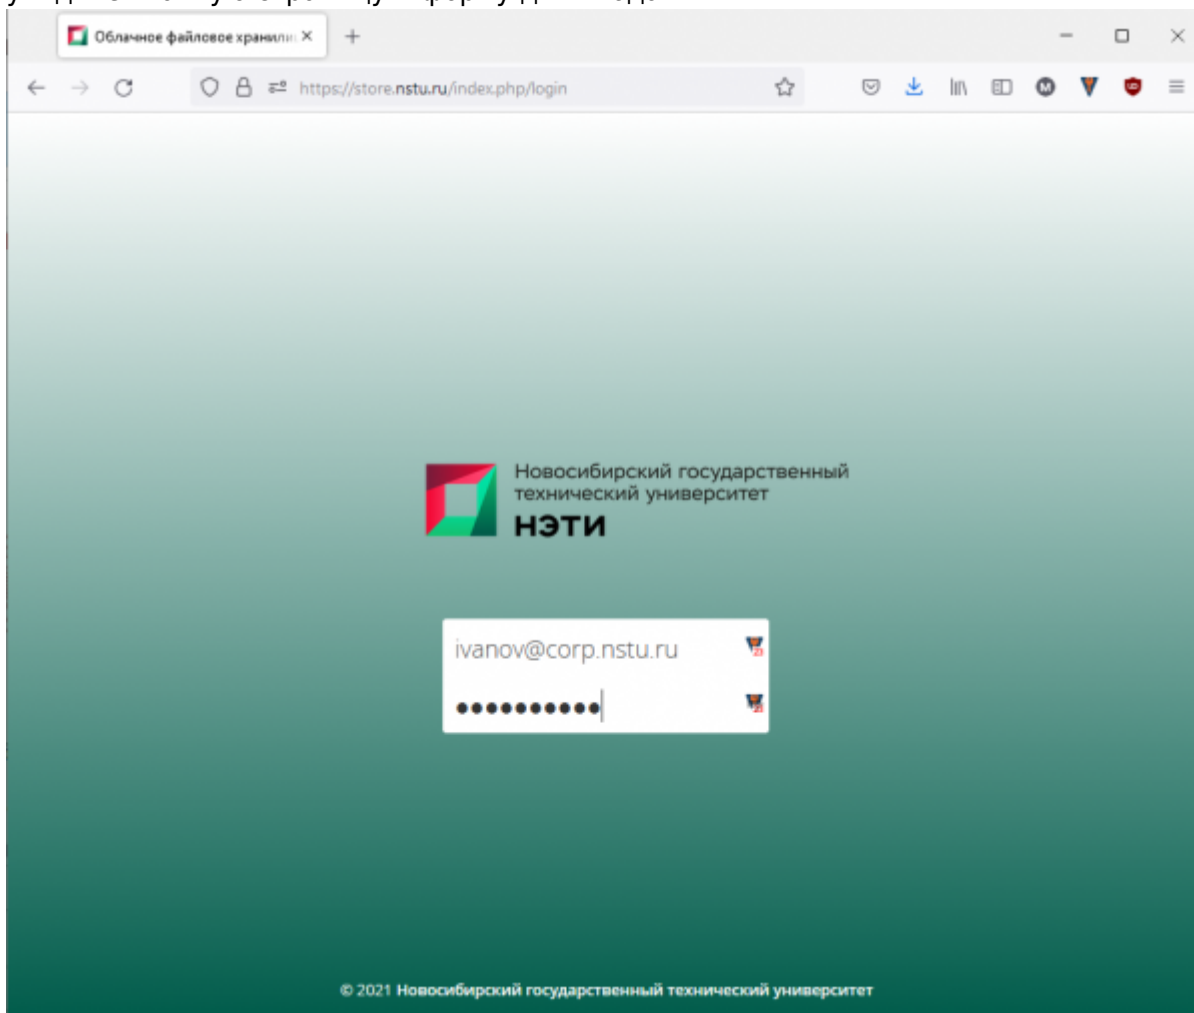 Облачное файловое хранили
https://store.nstu.ru/index.php/login
Новосибирский государственный
технический университет
НЭТИ
ivanov@corp.nstu.ru
© 2021 Новосибирский государственный технический университет